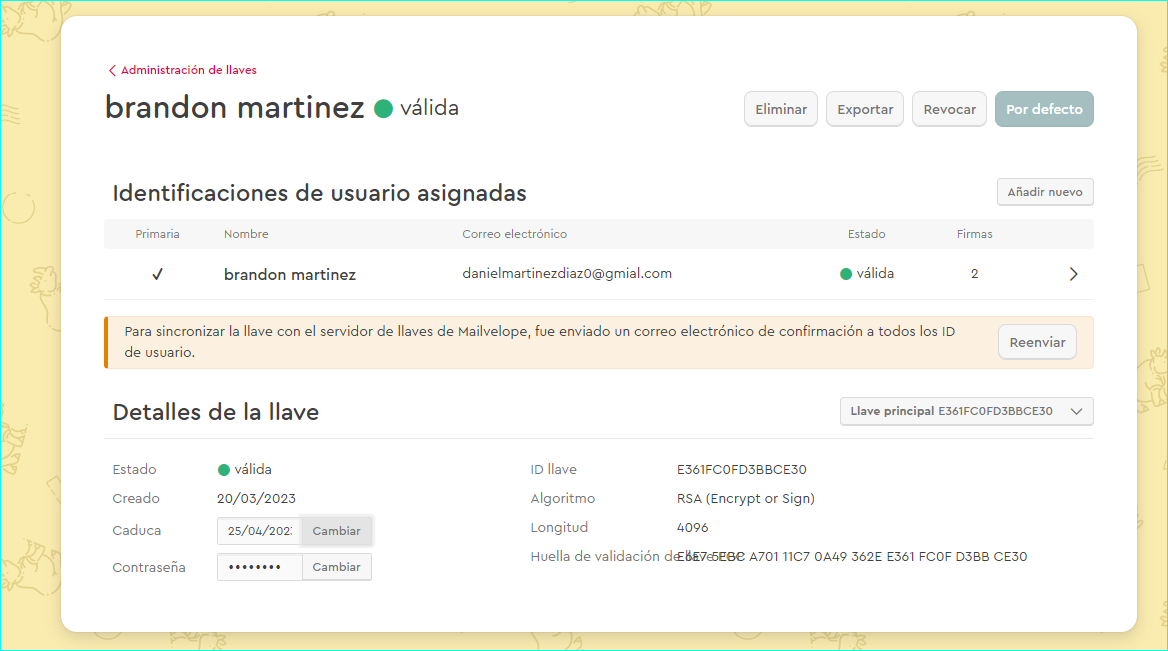 Administración de llaves
brandon martinez válida
Eliminar Exportar Revocar Por defecto
Identificaciones de usuario asignadas
Añadir nuevo
Primaria Nombre Correo electrónico Estado Firmas
brandon martinez danielmartinezdiaz0@gmial.com válida 2
Para sincronizar la llave con el servidor de llaves de Mailvelope, fue enviado un correo electrónico de confirmación a todos los ID
de usuario.
Reenviar
Detalles de la llave
Llave principal E361FC0FD3BBCE30
Estado válida
Creado 20/03/2023
Caduca 25/04/202 Cambiar
Contraseña •••••••• Cambiar
ID llave E361FC0FD3BBCE30
Algoritmo RSA (Encrypt or Sign)
Longitud 4096
Huella de validación de A701 11C7 0A49 362E E361 FC0F D3BB CE30